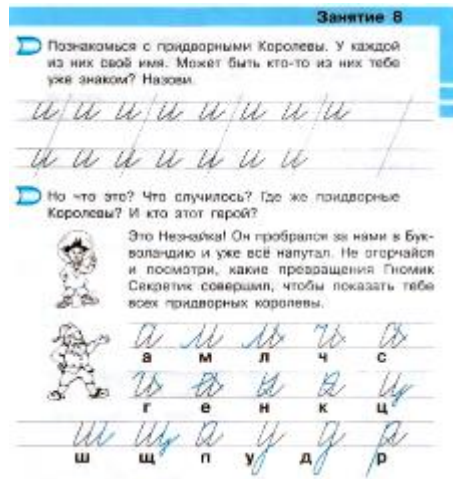 Занятие 8
Познакомься с придворными Королевы. У каждой
из них своё имя. Может быть кто-то из них тебе
уже знаком? Назови.
и и и и и и и и
и и и и и и и
Но что это? Что случилось? Где же придворные
Королевы? И кто этот герой?
Это Незнайка! Он пробрался за нами в Бук-
воландию и уже всё напутал. Не огорчайся
и посмотри, какие превращения Гномик
Секретик совершил, чтобы показать тебе
всех придворных королевы.
а м л ч с
г е н к ц
ш щ п у д р